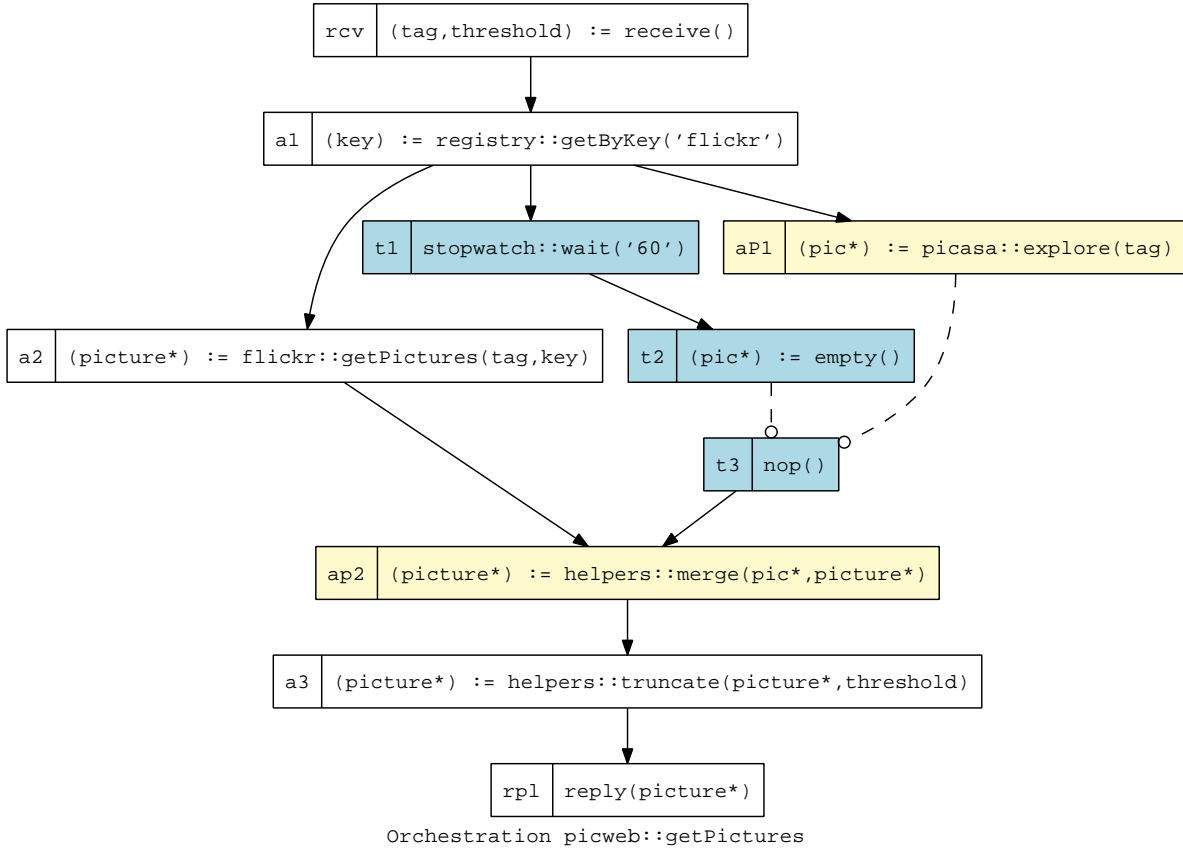 rcv (tag,threshold) := receive()
a1 (key) := registry::getByKey('flickr')
t1 stopwatch::wait('60')
aP1 (pic*) := picasa::explore(tag)
a2 (picture*) := flickr::getPictures(tag,key)
t2 (pic*) := empty()
t3 nop()
ap2 (picture*) := helpers::merge(pic*,picture*)
a3 (picture*) := helpers::truncate(picture*,threshold)
rpl reply(picture*)
Orchestration picweb::getPictures